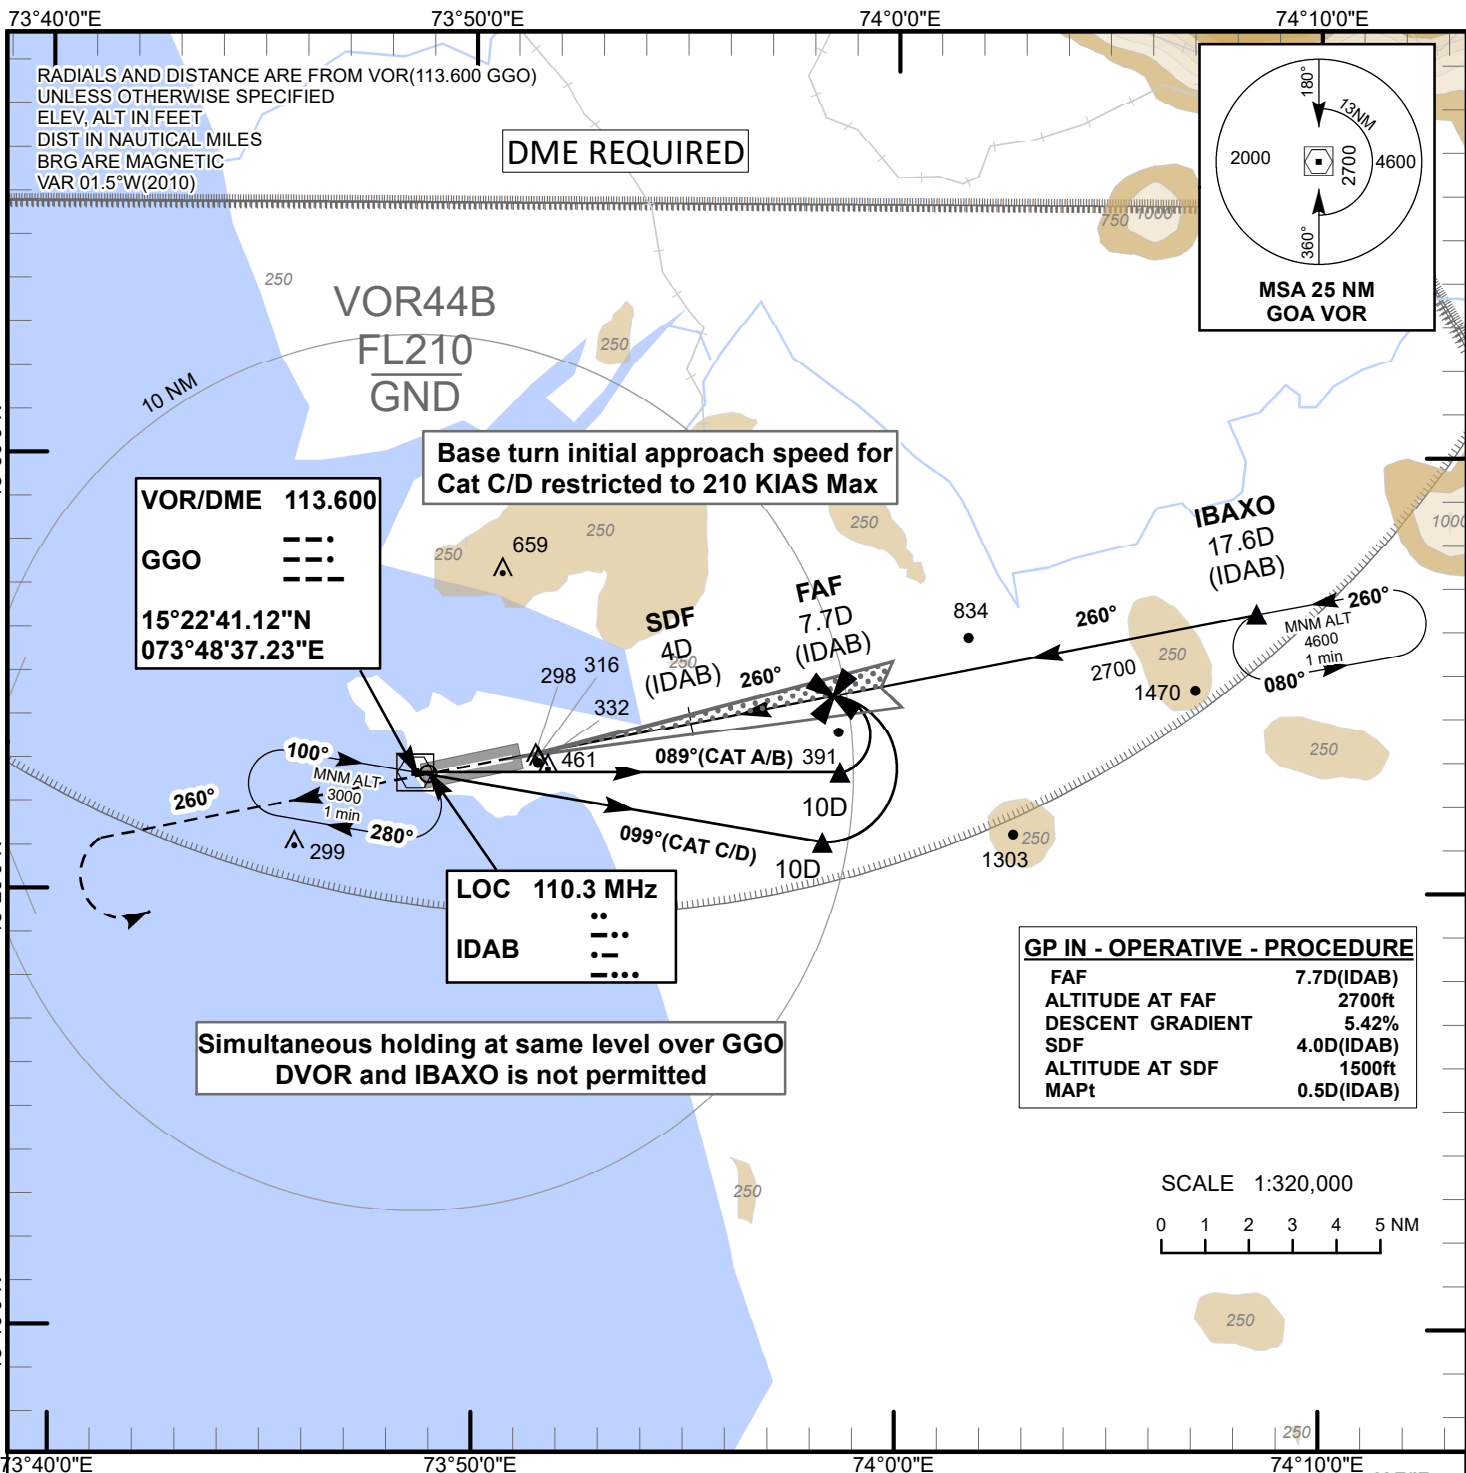 73°40'0"E
73°50'0"E
74°0'0"E
74°10'0"E
RADIALS AND DISTANCE ARE FROM VOR(113.600 GGO)
UNLESS OTHERWISE SPECIFIED
ELEV, ALT IN FEET
DIST IN NAUTICAL MILES
BRG ARE MAGNETIC
VAR 01.5°W(2010)
DME REQUIRED
180°
13NM
2000
2700
4600
360°
MSA 25 NM
GOA VOR
750
1000
250
VOR44B
FL210
GND
250
10 NM
Base turn initial approach speed for
Cat C/D restricted to 210 KIAS Max
VOR/DME 113.600
GGO
15°22'41.12"N
073°48'37.23"E
250
659
250
250
1000
IBAXO
17.6D
(IDAB)
FAF
7.7D
(IDAB)
SDF
4D
(IDAB)
250
834
260°
260°
MNM ALT
4600
1 min
080°
250
2700
1470
260°
298
316
332
461
089°(CAT A/B)
391
10D
250
100°
MNM ALT
3000
1 min
260°
280°
299
099°(CAT C/D)
10D
250
1303
LOC 110.3 MHz
IDAB
GP IN - OPERATIVE - PROCEDURE
FAF 7.7D(IDAB)
ALTITUDE AT FAF 2700ft
DESCENT GRADIENT 5.42%
SDF 4.0D(IDAB)
ALTITUDE AT SDF 1500ft
MAPt 0.5D(IDAB)
Simultaneous holding at same level over GGO
DVOR and IBAXO is not permitted
250
SCALE 1:320,000
0 1 2 3 4 5 NM
250
250
73°40'0"E
73°50'0"E
74°0'0"E
74°10'0"E